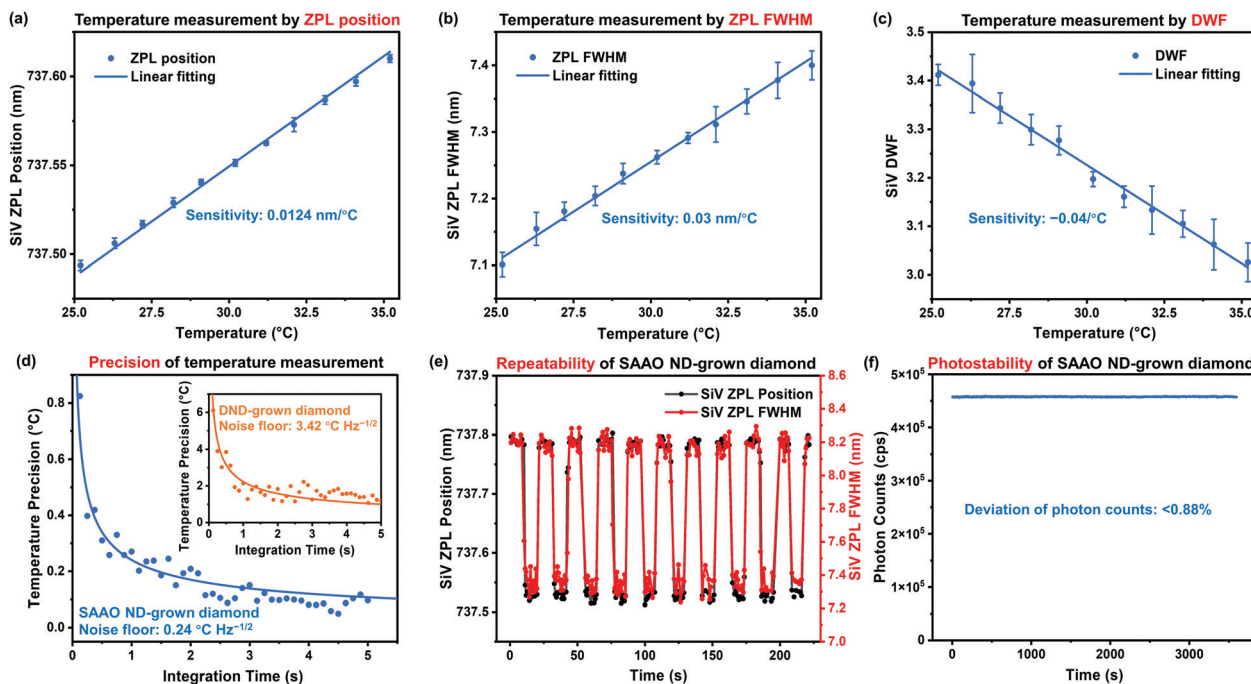 (a) Temperature measurement by ZPL position
ZPL position
Linear fitting
Sensitivity: 0.0124 nm/°C
SiV ZPL Position (nm)
737.60
737.55
737.50
25.0 27.5 30.0 32.5 35.0
Temperature (°C)
(b) Temperature measurement by ZPL FWHM
ZPL FWHM
Linear fitting
Sensitivity: 0.03 nm/°C
SiV ZPL FWHM (nm)
7.4
7.3
7.2
7.1
25.0 27.5 30.0 32.5 35.0
Temperature (°C)
(c) Temperature measurement by DWF
DWF
Linear fitting
Sensitivity: −0.04/°C
SiV DWF
3.5
3.4
3.3
3.2
3.1
3.0
25.0 27.5 30.0 32.5 35.0
Temperature (°C)
(d) Precision of temperature measurement
Temperature Precision (°C)
0.8
0.6
0.4
0.2
0.0
DND-grown diamond
Noise floor: 3.42 °C Hz⁻¹/²
Temperature Precision (°C)
6
4
2
0
0 1 2 3 4 5
Integration Time (s)
SAAO ND-grown diamond
Noise floor: 0.24 °C Hz⁻¹/²
0 1 2 3 4 5
Integration Time (s)
(e) Repeatability of SAAO ND-grown diamond
SiV ZPL Position
SiV ZPL FWHM
SiV ZPL Position (nm)
737.9
737.8
737.7
737.6
737.5
8.6
8.4
8.2
8.0
7.8
7.6
7.4
7.2
7.0
SiV ZPL FWHM (nm)
0 50 100 150 200
Time (s)
(f) Photostability of SAAO ND-grown diamond
Photon Counts (cps)
5×10⁵
4×10⁵
3×10⁵
2×10⁵
1×10⁵
0
Deviation of photon counts: <0.88%
0 1000 2000 3000
Time (s)